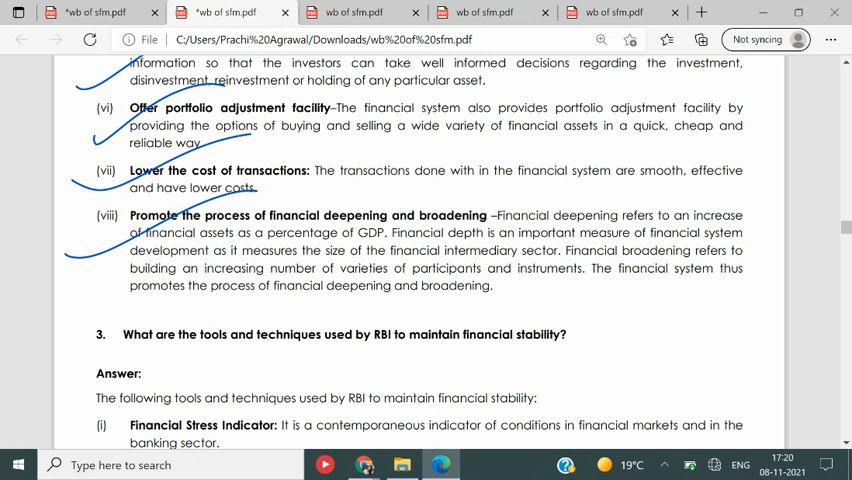 *wb of sfm.pdf
*wb of sfm.pdf
wb of sfm.pdf
wb of sfm.pdf
wb of sfm.pdf
File
C:/Users/Prachi%20Agrawal/Downloads/wb%20of%20sfm.pdf
Not syncing
information so that the investors can take well informed decisions regarding the investment,
disinvestment, reinvestment or holding of any particular asset.
(vi) Offer portfolio adjustment facility–The financial system also provides portfolio adjustment facility by
providing the options of buying and selling a wide variety of financial assets in a quick, cheap and
reliable way.
(vii) Lower the cost of transactions: The transactions done with in the financial system are smooth, effective
and have lower costs.
(viii) Promote the process of financial deepening and broadening –Financial deepening refers to an increase
of financial assets as a percentage of GDP. Financial depth is an important measure of financial system
development as it measures the size of the financial intermediary sector. Financial broadening refers to
building an increasing number of varieties of participants and instruments. The financial system thus
promotes the process of financial deepening and broadening.
3. What are the tools and techniques used by RBI to maintain financial stability?
Answer:
The following tools and techniques used by RBI to maintain financial stability:
(i) Financial Stress Indicator: It is a contemporaneous indicator of conditions in financial markets and in the
banking sector.
Type here to search
19°C
ENG
17:20
08-11-2021